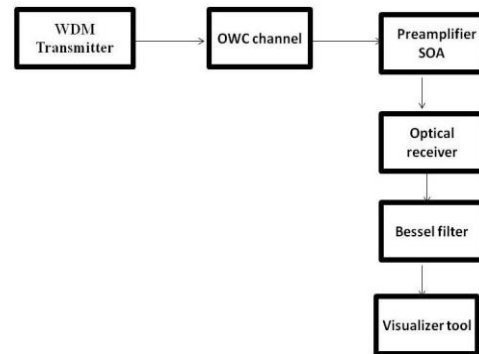 WDM
Transmitter
OWC channel
Preamplifier
SOA
Optical
receiver
Bessel filter
Visualizer tool